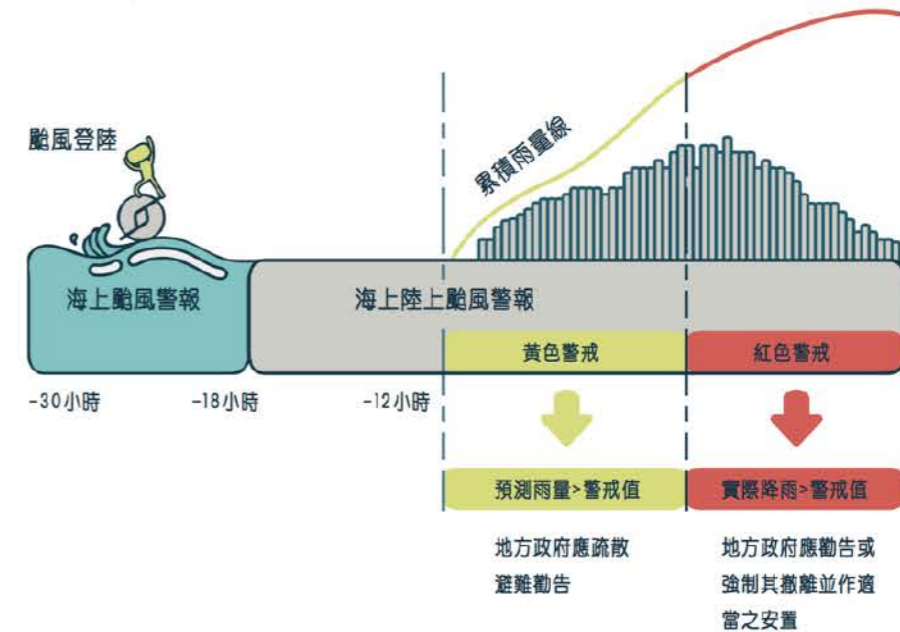 颱風登陸
累積雨量線
海上颱風警報
海上陸上颱風警報
黃色警戒
紅色警戒
-30小時
-18小時
-12小時
預測雨量>警戒值
實際降雨>警戒值
地方政府應疏散
避難勸告
地方政府應勸告或
強制其撤離並作適
當之安置